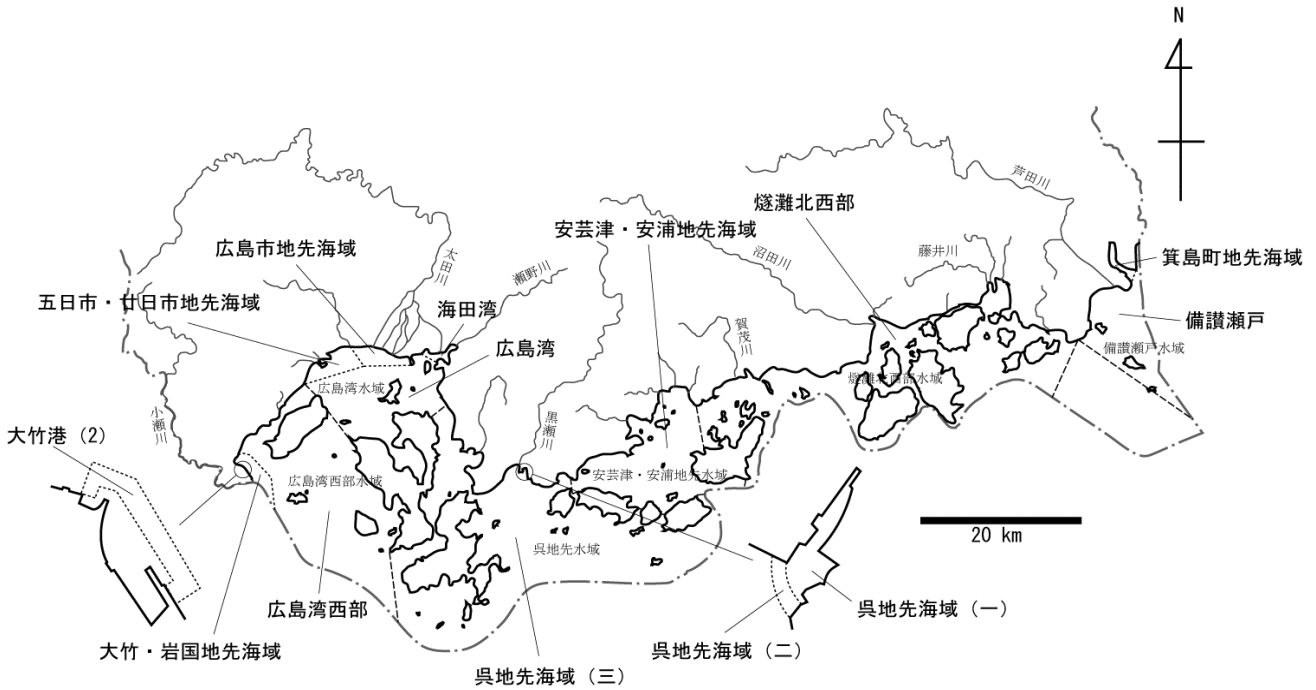 N
芦田川
燧灘北西部
安芸津・安浦地先海域
広島市地先海域
太田川
瀬野川
沼田川
藤井川
箕島町地先海域
五日市・廿日市地先海域
海田湾
賀茂川
備讃瀬戸
広島湾
備讃瀬戸水域
広島湾水域
燧灘北西部水域
小瀬川
黒瀬川
大竹港（2）
安芸津・安浦地先水域
広島湾西部水域
20 km
呉地先水域
広島湾西部
呉地先海域（一）
大竹・岩国地先海域
呉地先海域（二）
呉地先海域（三）